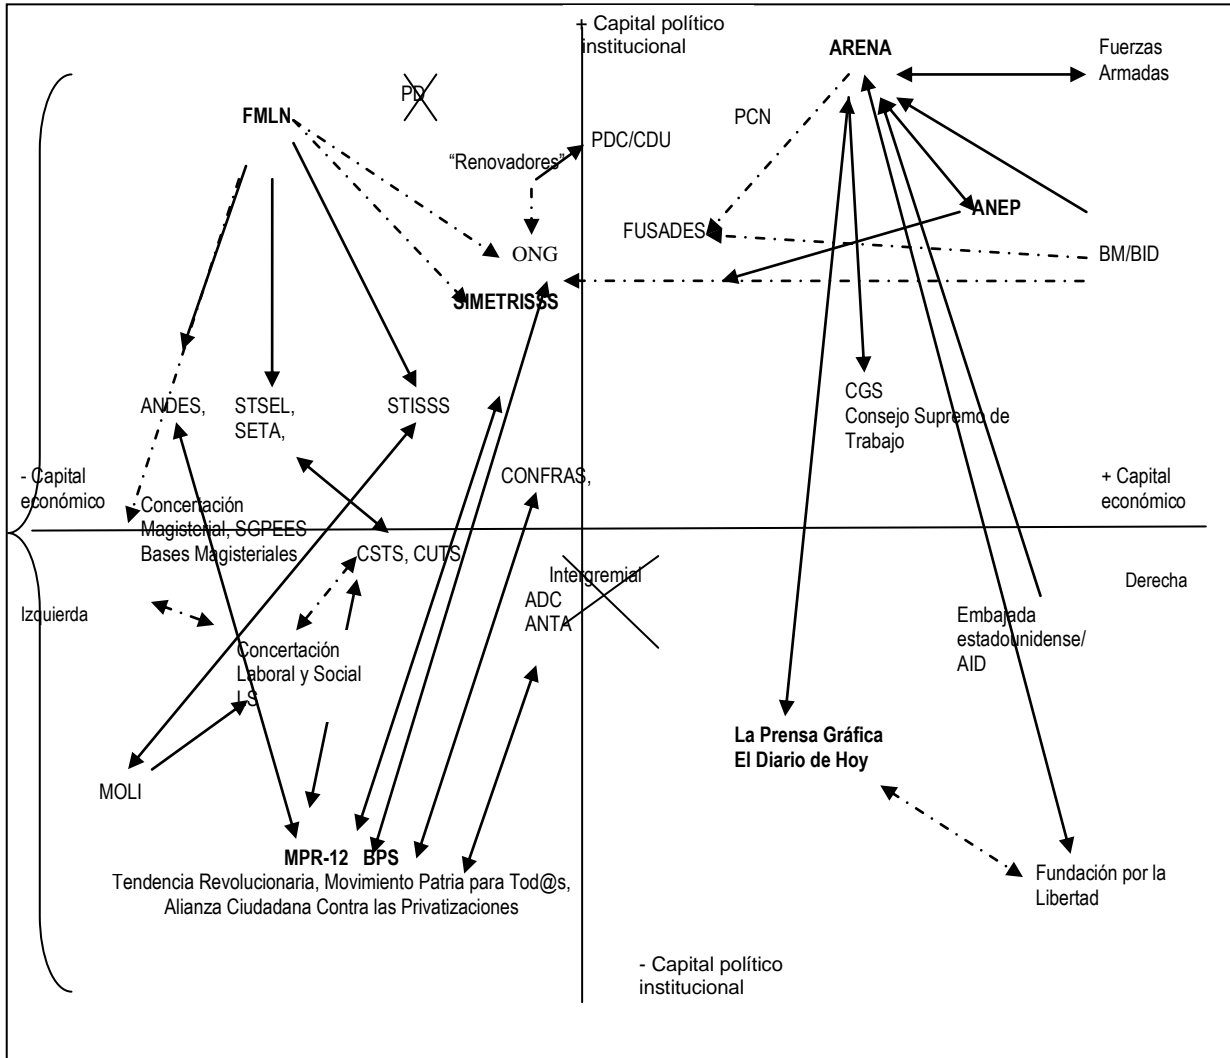 + Capital político
institucional
ARENA
Fuerzas
Armadas
PD
FMLN
PCN
PDC/CDU
“Renovadores”
ANEP
FUSADES
ONG
BM/BID
SIMETRISSS
ANDES,
STSEL,
SETA,
STISSS
CGS
Consejo Supremo de
Trabajo
- Capital
económico
CONFRAS,
+ Capital
económico
Concertación
Magisterial, SGPEES
Bases Magisteriales
CSTS, CUTS
Intergremial
ADC
ANTA
Derecha
Izquierda
Embajada
estadounidense/
AID
Concertación
Laboral y Social
LS
La Prensa Gráfica
El Diario de Hoy
MOLI
MPR-12 BPS
Tendencia Revolucionaria, Movimiento Patria para Tod@s,
Alianza Ciudadana Contra las Privatizaciones
Fundación por la
Libertad
- Capital político
institucional